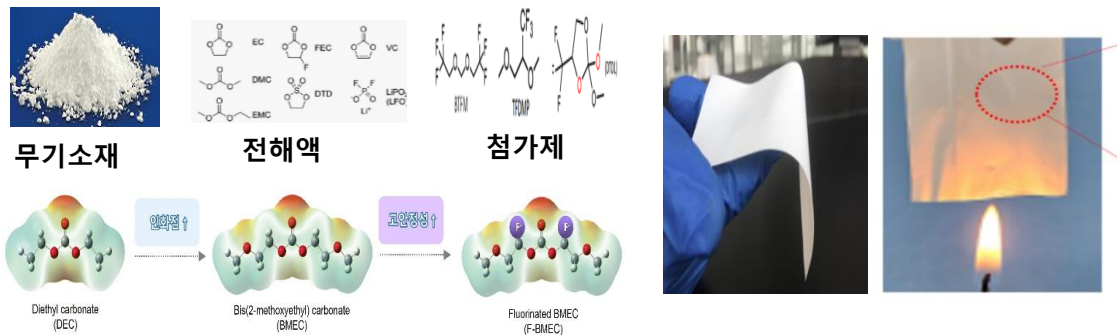 무기소재
EC
FEC
VC
DMC
DTD
LiPO₂
(LFO)
Li⁺
EMC
전해액
BTFM
TFDMP
CF₃
(DTDL)
첨가제
인화점 ↑
고안정성 ↑
F
F
Diethyl carbonate
(DEC)
Bis(2-methoxyethyl) carbonate
(BMEC)
Fluorinated BMEC
(F-BMEC)